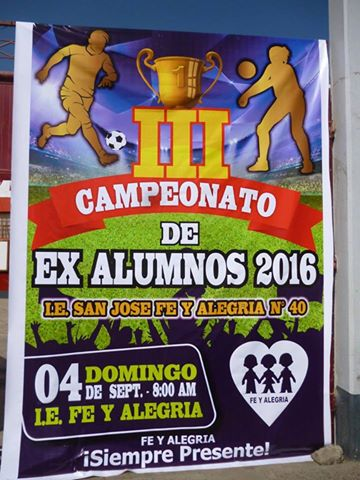 1
III
CAMPEONATO
DE
EX ALUMNOS 2016
I.E. SAN JOSE FE Y ALEGRIA N° 40
04 DOMINGO
DE SEPT. - 8:00 AM
I.E. FE Y ALEGRIA
FE Y ALEGRIA
FE Y ALEGRIA
¡Siempre Presente!